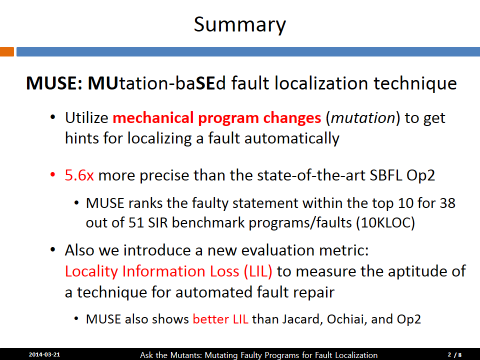 Summary
MUSE: MUtation-baSEd fault localization technique
• Utilize mechanical program changes (mutation) to get
hints for localizing a fault automatically
• 5.6x more precise than the state-of-the-art SBFL Op2
• MUSE ranks the faulty statement within the top 10 for 38
out of 51 SIR benchmark programs/faults (10KLOC)
• Also we introduce a new evaluation metric:
Locality Information Loss (LIL) to measure the aptitude of
a technique for automated fault repair
• MUSE also shows better LIL than Jacard, Ochiai, and Op2
2014-03-21 Ask the Mutants: Mutating Faulty Programs for Fault Localization 2 / 8